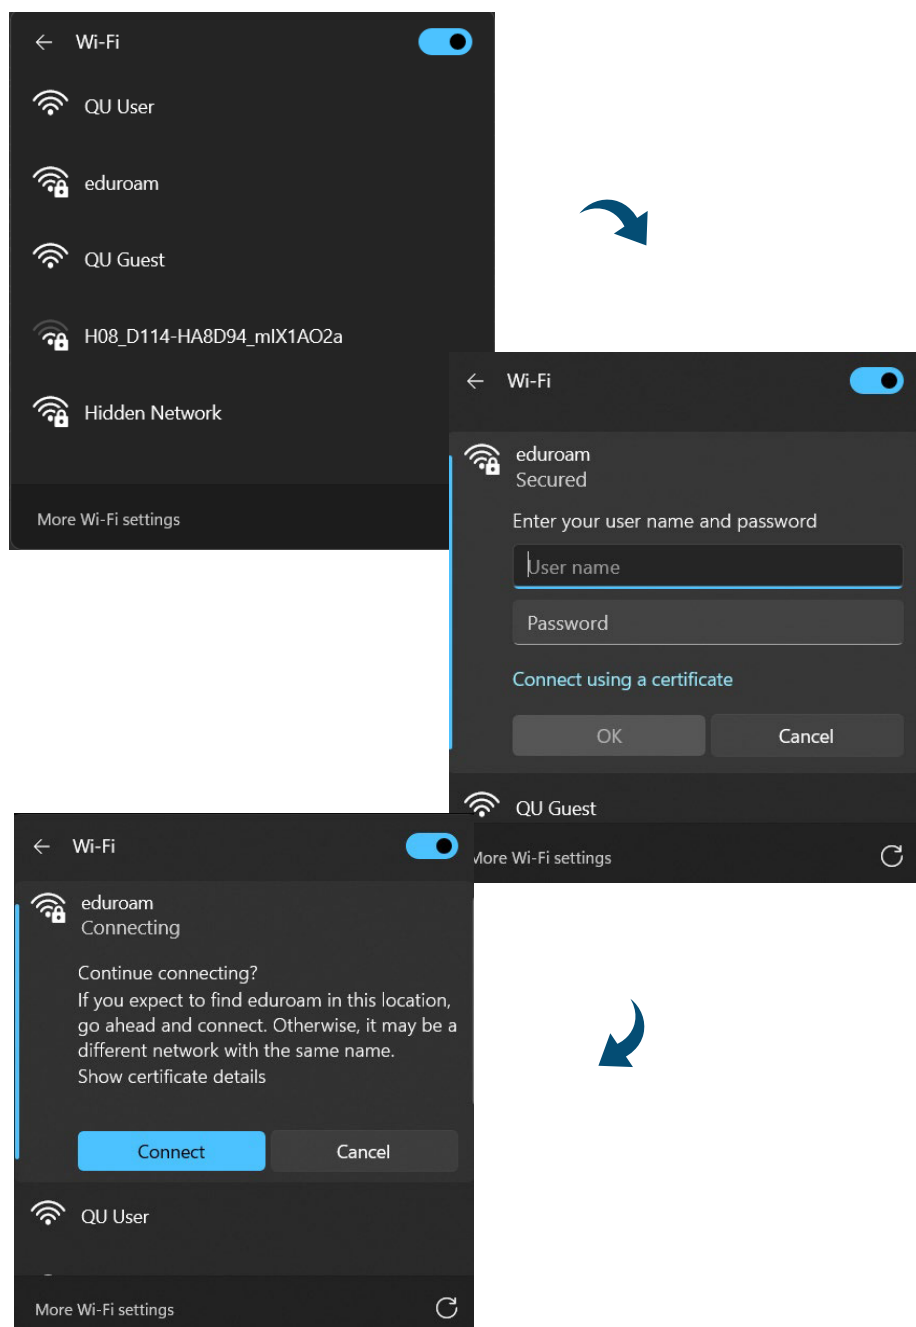 Wi-Fi
QU User
eduroam
QU Guest
H08_D114-HA8D94_mIX1AO2a
Hidden Network
More Wi-Fi settings
Wi-Fi
eduroam
Secured
Enter your user name and password
User name
Password
Connect using a certificate
OK Cancel
QU Guest
More Wi-Fi settings
Wi-Fi
eduroam
Connecting
Continue connecting?
If you expect to find eduroam in this location,
go ahead and connect. Otherwise, it may be a
different network with the same name.
Show certificate details
Connect Cancel
QU User
More Wi-Fi settings